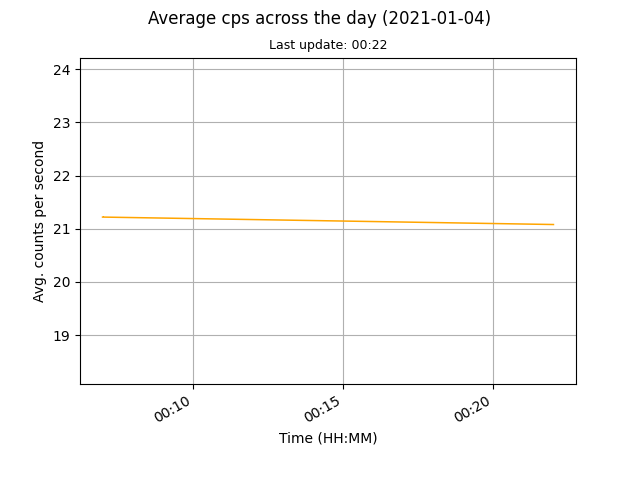 Average cps across the day (2021-01-04)
Last update: 00:22
24
23
22
21
20
19
Avg. counts per second
00:10
00:15
00:20
Time (HH:MM)